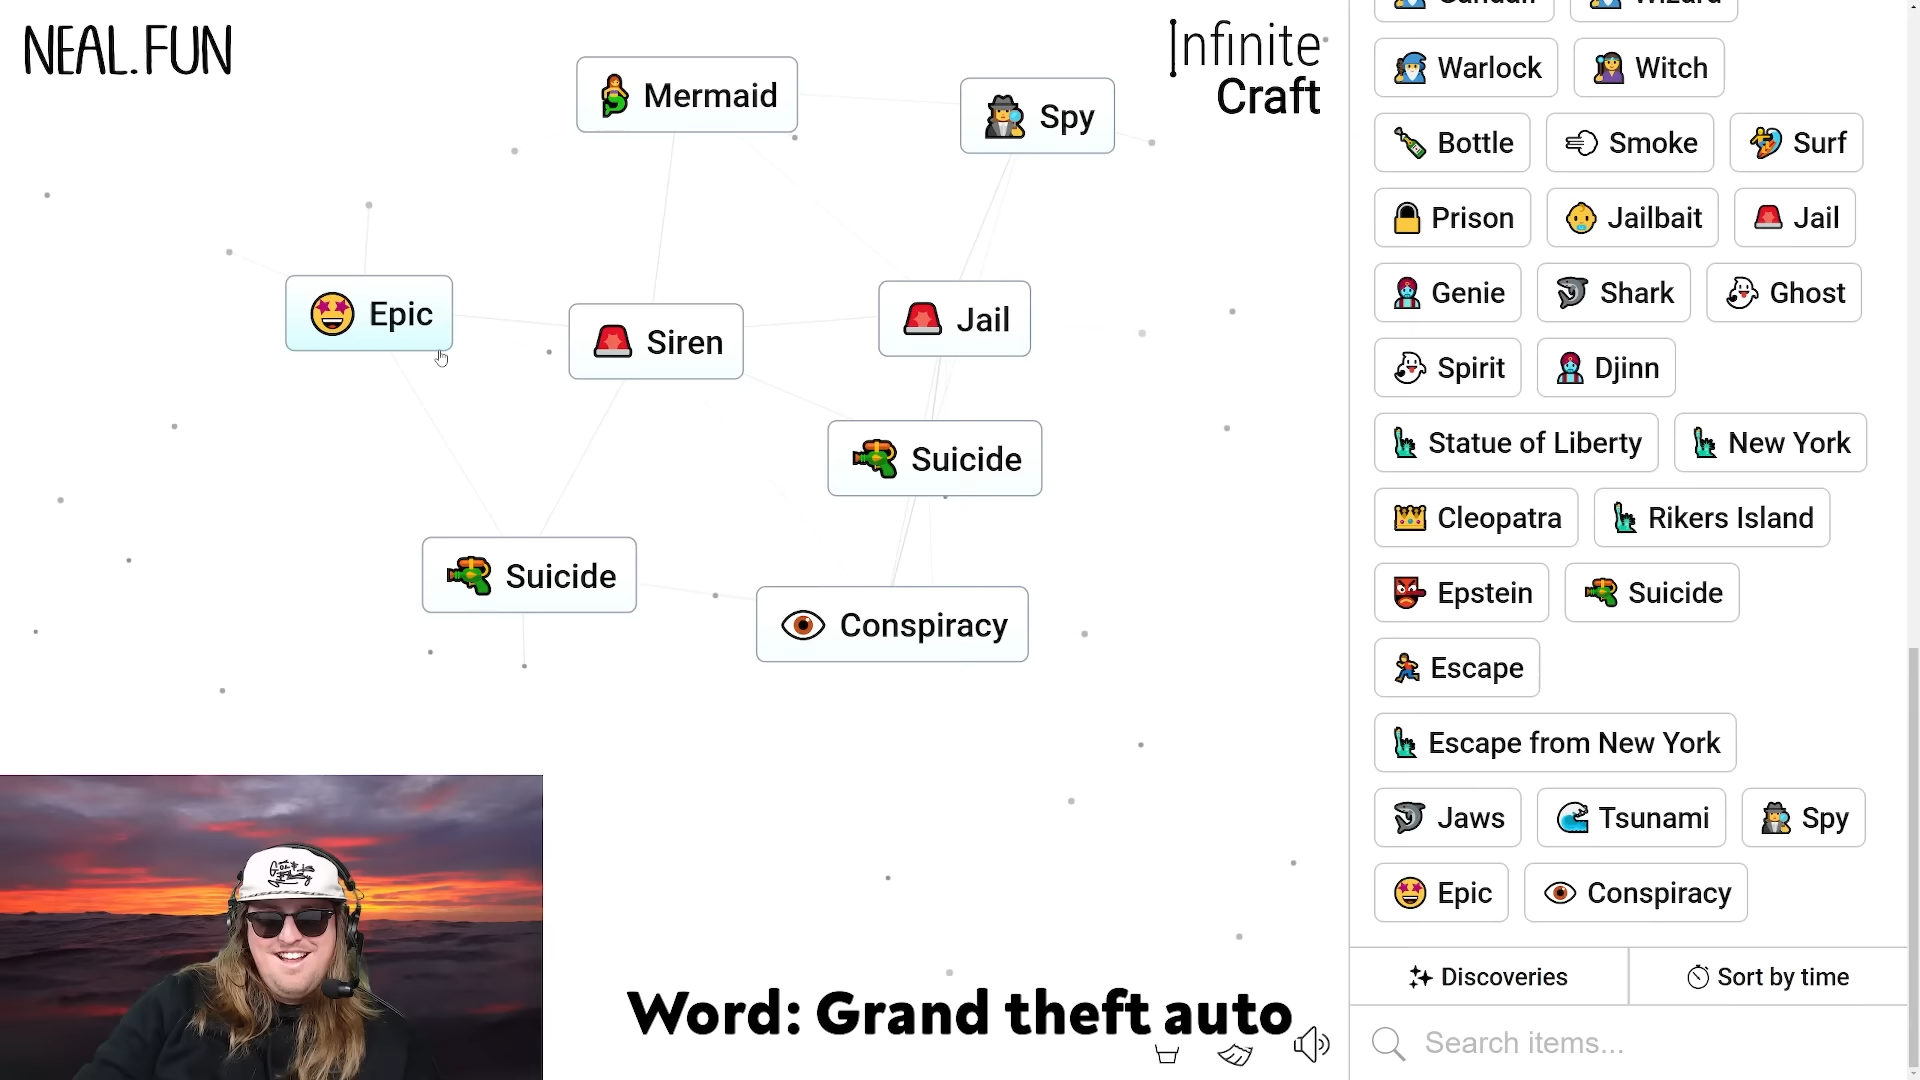 NEAL.FUN
Infinite
Craft
Mermaid
Spy
Epic
Siren
Jail
Suicide
Suicide
Conspiracy
Gandalf
Wizard
Warlock
Witch
Bottle
Smoke
Surf
Prison
Jailbait
Jail
Genie
Shark
Ghost
Spirit
Djinn
Statue of Liberty
New York
Cleopatra
Rikers Island
Epstein
Suicide
Escape
Escape from New York
Jaws
Tsunami
Spy
Epic
Conspiracy
Discoveries
Sort by time
Search items...
Word: Grand theft auto